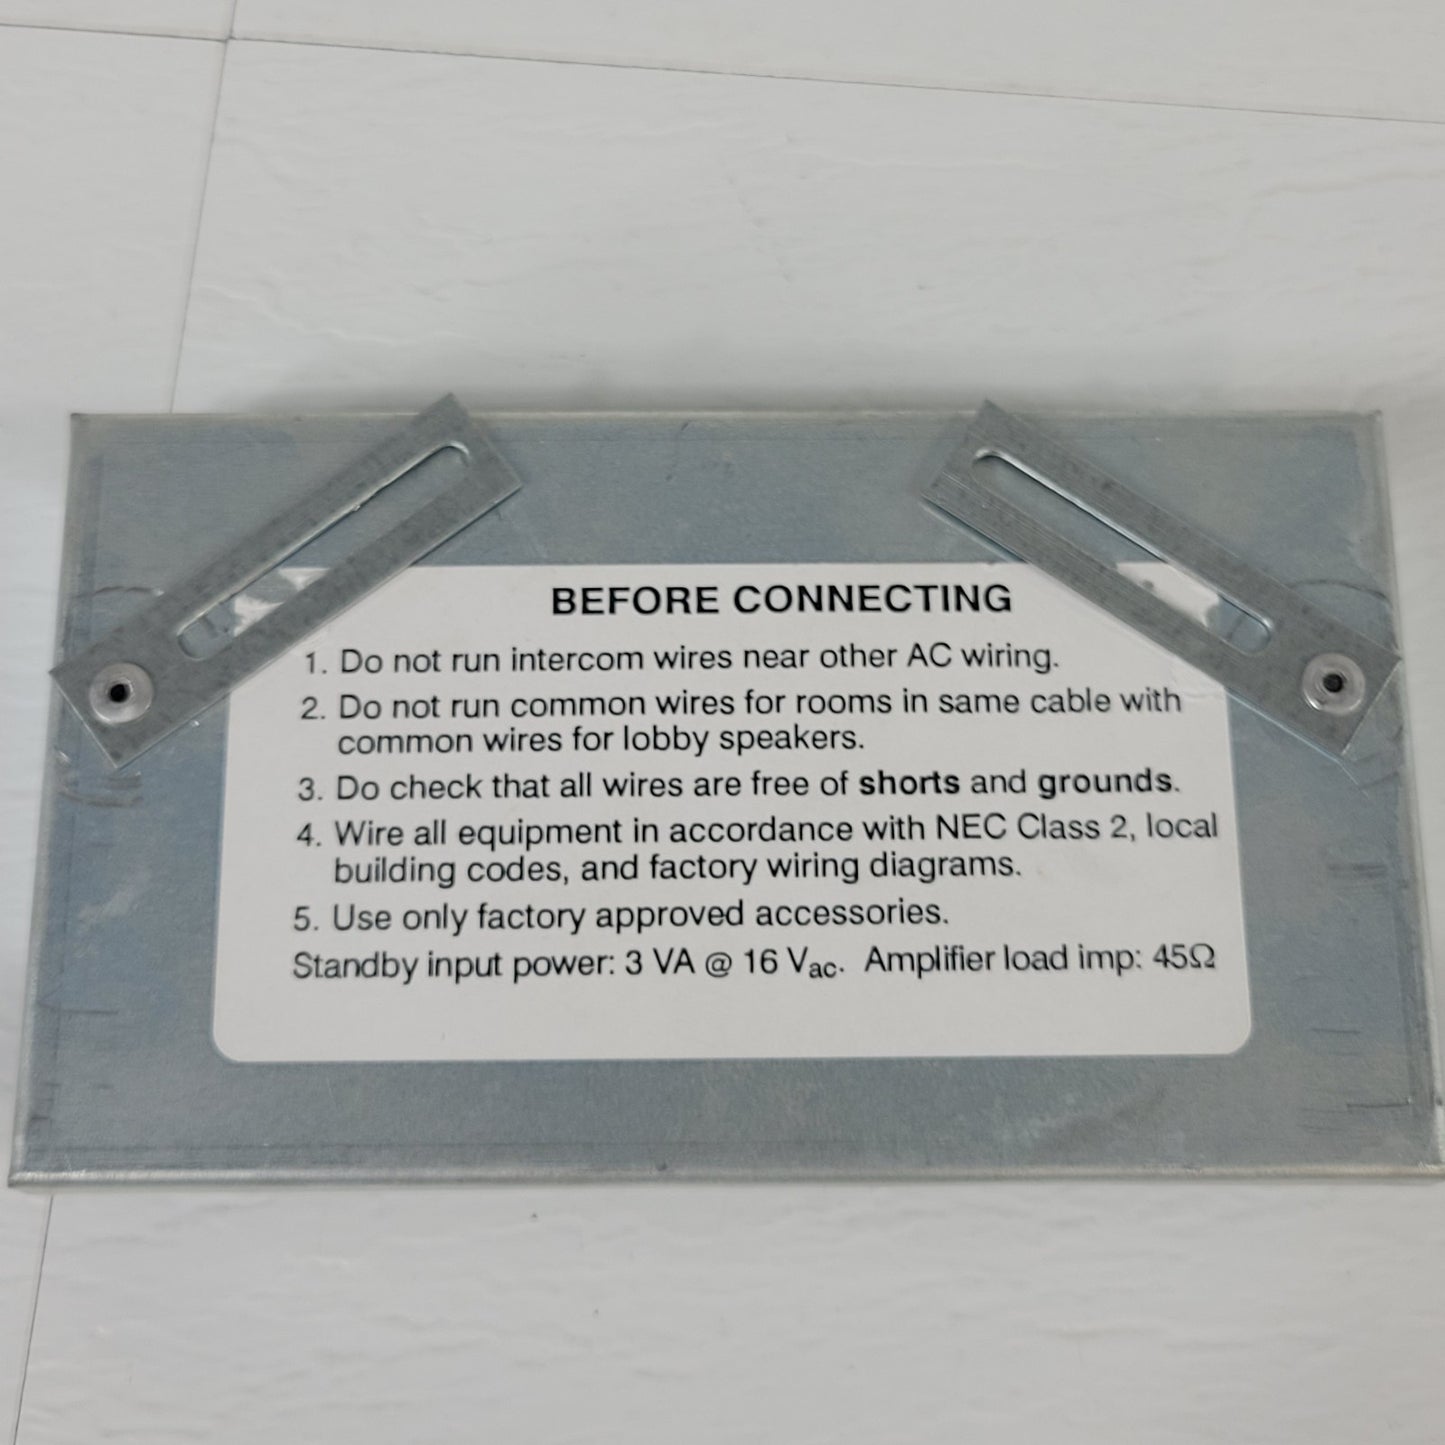 BEFORE CONNECTING
1. Do not run intercom wires near other AC wiring.
2. Do not run common wires for rooms in same cable with
common wires for lobby speakers.
3. Do check that all wires are free of shorts and grounds.
4. Wire all equipment in accordance with NEC Class 2, local
building codes, and factory wiring diagrams.
5. Use only factory approved accessories.
Standby input power: 3 VA @ 16 Vac. Amplifier load imp: 45Ω